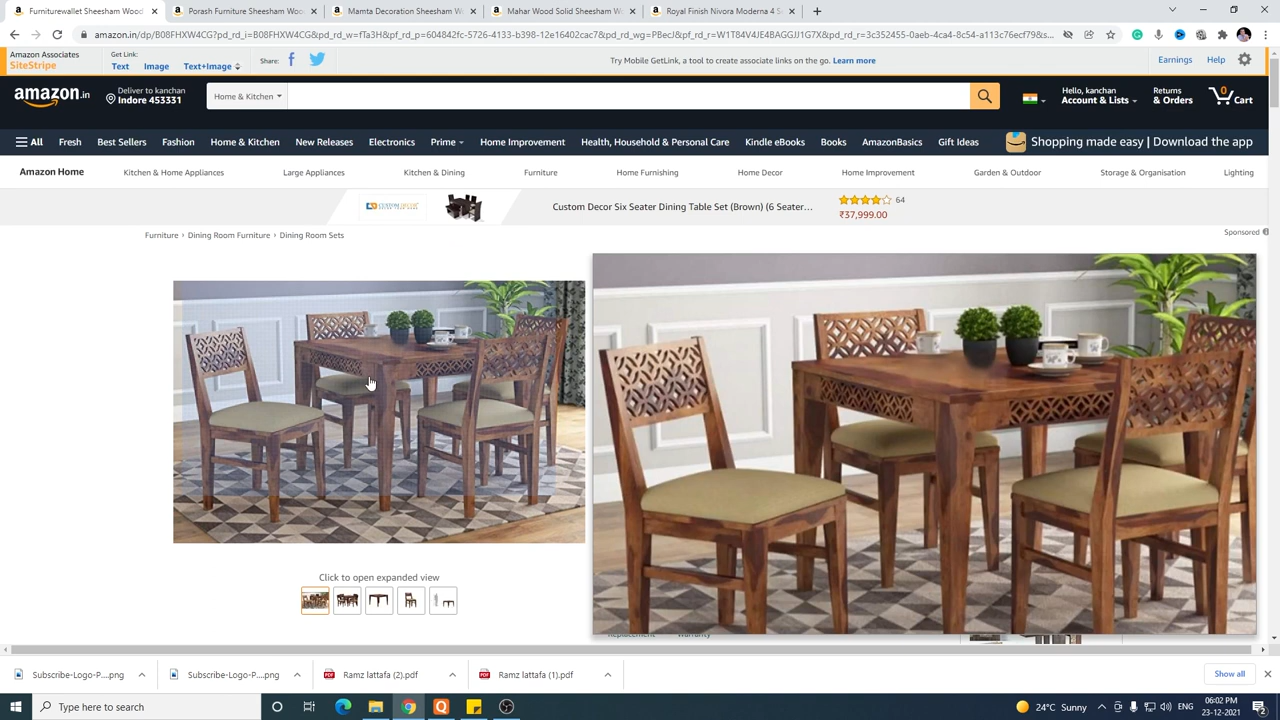 Furniturewallet Sheesham Wood
Porash Furniture Sheesham Woo
Mamta Decoration Sheesham W
Mahar Wood Solid Sheesham Wo
Royal Finish Nivora Moderna 4 S
amazon.in/dp/B08FHXW4CG?pd_rd_i=B08FHXW4CG&pd_rd_w=fTa3H&pf_rd_p=604842fc-5726-4133-b398-12e16402cac7&pd_rd_wg=PBecJ&pf_rd_r=W1T84V4JE4BAGGJJ1G7X&pd_rd_r=3c352455-0aeb-4ca4-8c54-a113c76ecf79&s...
Amazon Associates
SiteStripe
Get Link:
Text Image Text+Image
Share:
Try Mobile GetLink, a tool to create associate links on the go. Learn more
Earnings Help
amazon.in
Deliver to kanchan
Indore 453331
Home & Kitchen
Hello, kanchan
Account & Lists
Returns
& Orders
0
Cart
All Fresh Best Sellers Fashion Home & Kitchen New Releases Electronics Prime Home Improvement Health, Household & Personal Care Kindle eBooks Books AmazonBasics Gift Ideas Shopping made easy | Download the app
Amazon Home Kitchen & Home Appliances Large Appliances Kitchen & Dining Furniture Home Furnishing Home Decor Home Improvement Garden & Outdoor Storage & Organisation Lighting
Custom Decor Six Seater Dining Table Set (Brown) (6 Seater...
64
₹37,999.00
Sponsored
Furniture › Dining Room Furniture › Dining Room Sets
Click to open expanded view
Replacement Warranty
Subscribe-Logo-P....png
Subscribe-Logo-P....png
Ramz lattafa (2).pdf
Ramz lattafa (1).pdf
Show all
Type here to search
24°C Sunny
ENG
06:02 PM
23-12-2021
2